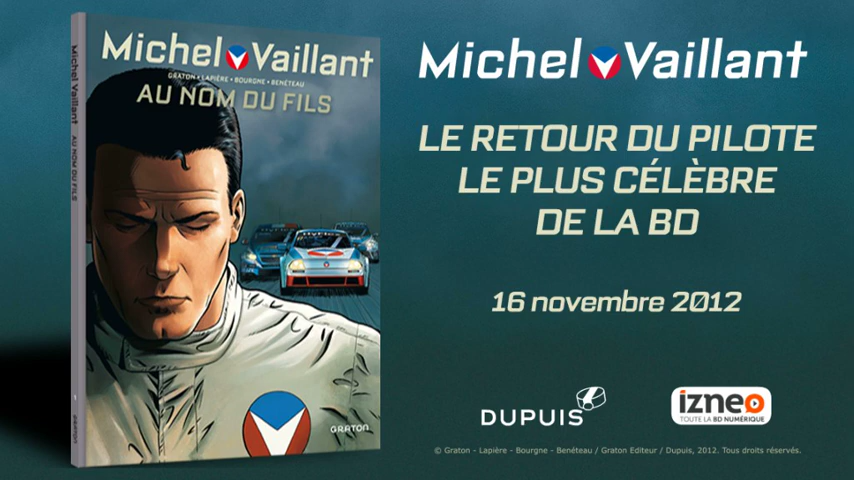 Michel Vaillant
GRATON • LAPIÈRE • BOURGNE • BENÉTEAU
AU NOM DU FILS
Michel Vaillant
AU NOM DU FILS
1
GRATON
GRATON
Michel Vaillant
LE RETOUR DU PILOTE
LE PLUS CÉLÈBRE
DE LA BD
16 novembre 2012
DUPUIS
izneo
TOUTE LA BD NUMÉRIQUE
© Graton - Lapière - Bourgne - Benéteau / Graton Editeur / Dupuis, 2012. Tous droits réservés.